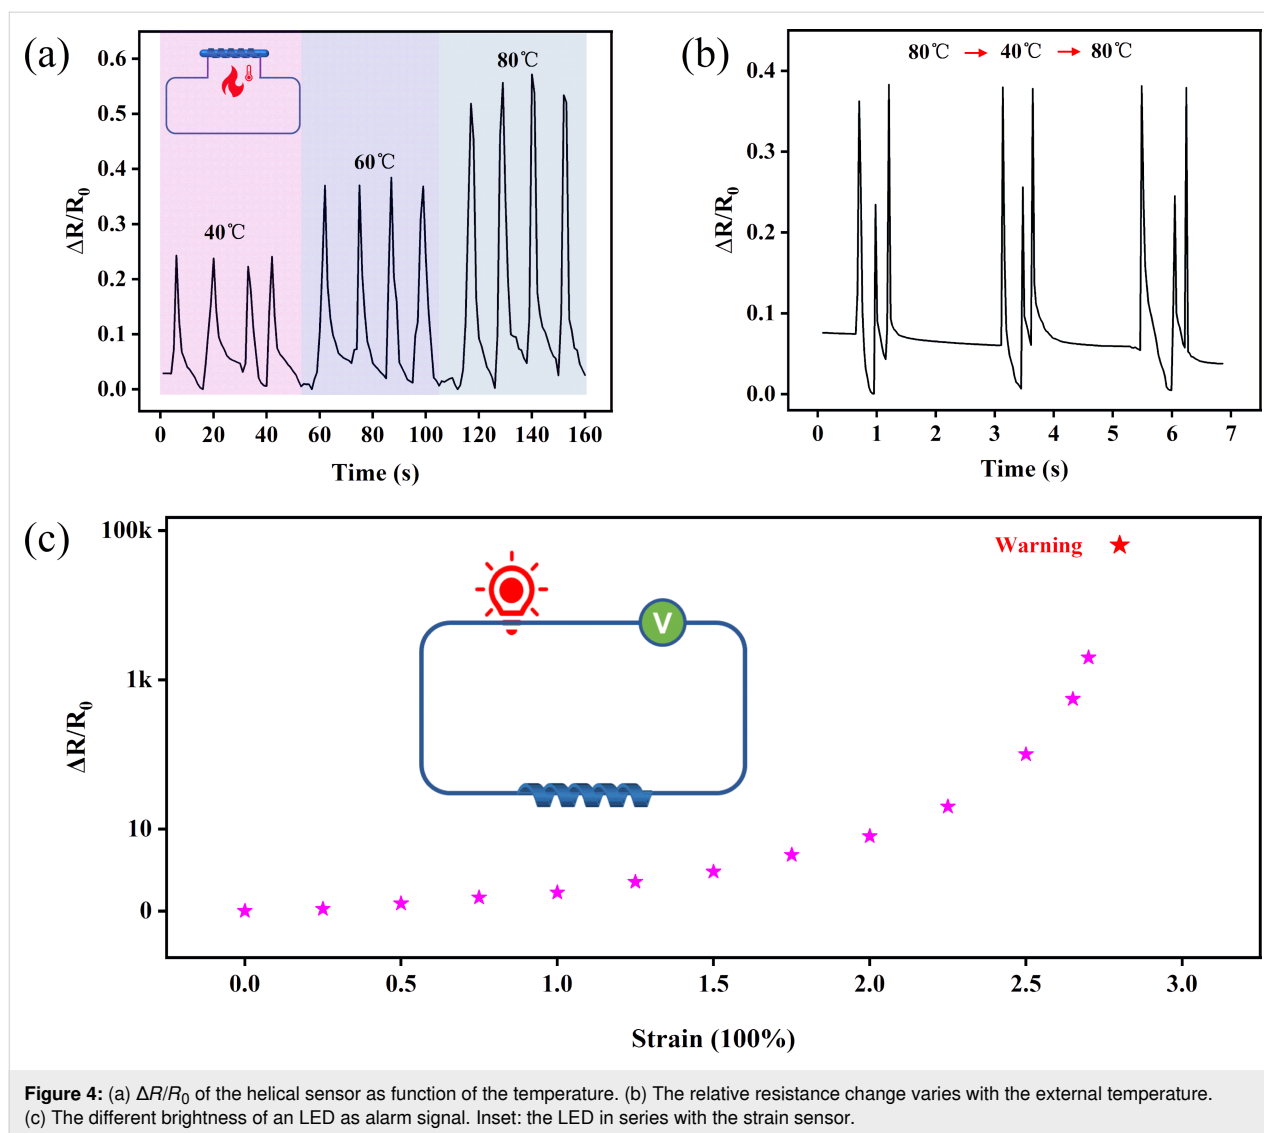 (a)
0.6
0.5
0.4
0.3
0.2
0.1
0.0
ΔR/R0
40℃
60℃
80℃
0 20 40 60 80 100 120 140 160
Time (s)
(b)
80℃ → 40℃ → 80℃
0.4
0.3
0.2
0.1
0.0
ΔR/R0
0 1 2 3 4 5 6 7
Time (s)
(c)
100k
1k
10
0
ΔR/R0
Warning
V
0.0 0.5 1.0 1.5 2.0 2.5 3.0
Strain (100%)
Figure 4: (a) ΔR/R0 of the helical sensor as function of the temperature. (b) The relative resistance change varies with the external temperature.
(c) The different brightness of an LED as alarm signal. Inset: the LED in series with the strain sensor.